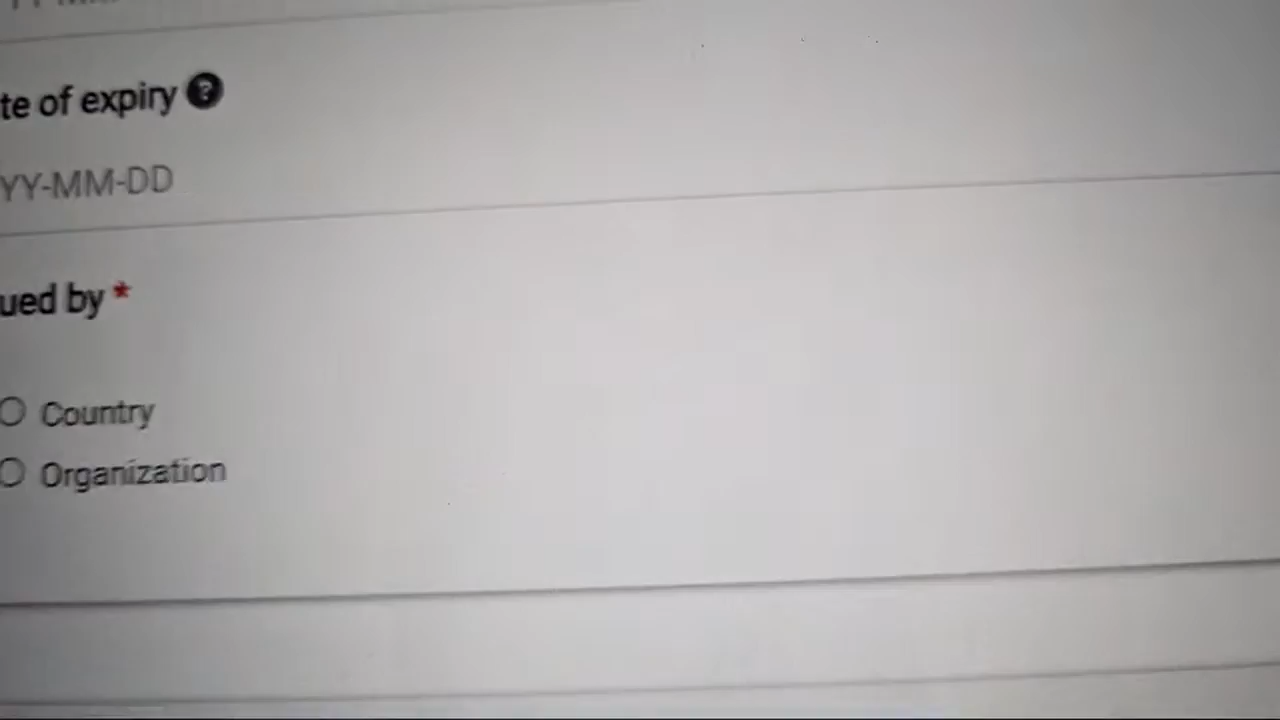 te of expiry ?
YY-MM-DD
ued by *
Country
Organization